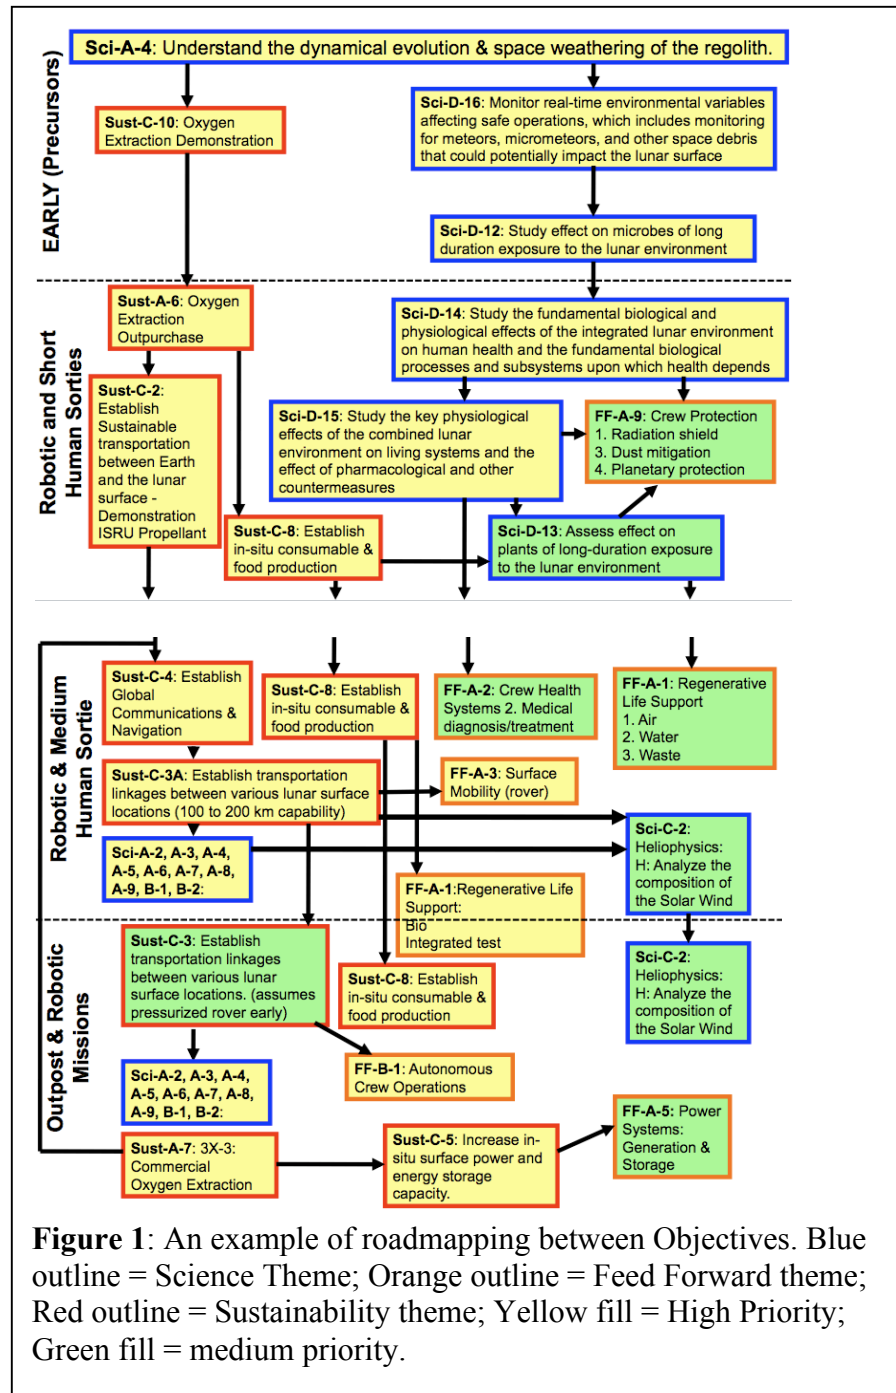 Sci-A-4: Understand the dynamical evolution & space weathering of the regolith.
EARLY (Precursors)
Sust-C-10: Oxygen
Extraction Demonstration
Sci-D-16: Monitor real-time environmental variables
affecting safe operations, which includes monitoring
for meteors, micrometeors, and other space debris
that could potentially impact the lunar surface
Sci-D-12: Study effect on microbes of long
duration exposure to the lunar environment
Robotic and Short
Human Sorties
Sust-A-6: Oxygen
Extraction
Outpurchase
Sci-D-14: Study the fundamental biological and
physiological effects of the integrated lunar environment
on human health and the fundamental biological
processes and subsystems upon which health depends
Sust-C-2:
Establish
Sustainable
transportation
between Earth
and the lunar
surface -
Demonstration
ISRU Propellant
Sci-D-15: Study the key physiological
effects of the combined lunar
environment on living systems and the
effect of pharmacological and other
countermeasures
FF-A-9: Crew Protection
1. Radiation shield
3. Dust mitigation
4. Planetary protection
Sust-C-8: Establish
in-situ consumable &
food production
Sci-D-13: Assess effect on
plants of long-duration exposure
to the lunar environment
Robotic & Medium
Human Sortie
Sust-C-4: Establish
Global
Communications &
Navigation
Sust-C-8: Establish
in-situ consumable &
food production
FF-A-2: Crew Health
Systems 2. Medical
diagnosis/treatment
FF-A-1: Regenerative
Life Support
1. Air
2. Water
3. Waste
Sust-C-3A: Establish transportation
linkages between various lunar surface
locations (100 to 200 km capability)
FF-A-3: Surface
Mobility (rover)
Sci-A-2, A-3, A-4,
A-5, A-6, A-7, A-8,
A-9, B-1, B-2:
Sci-C-2:
Heliophysics:
H: Analyze the
composition of
the Solar Wind
FF-A-1:Regenerative Life
Support:
Bio
Integrated test
Outpost & Robotic
Missions
Sust-C-3: Establish
transportation linkages
between various lunar
surface locations. (assumes
pressurized rover early)
Sust-C-8: Establish
in-situ consumable &
food production
Sci-C-2:
Heliophysics:
H: Analyze the
composition of
the Solar Wind
Sci-A-2, A-3, A-4,
A-5, A-6, A-7, A-8,
A-9, B-1, B-2:
FF-B-1: Autonomous
Crew Operations
Sust-A-7: 3X-3:
Commercial
Oxygen Extraction
Sust-C-5: Increase in-
situ surface power and
energy storage
capacity.
FF-A-5: Power
Systems:
Generation &
Storage
Figure 1: An example of roadmapping between Objectives. Blue
outline = Science Theme; Orange outline = Feed Forward theme;
Red outline = Sustainability theme; Yellow fill = High Priority;
Green fill = medium priority.